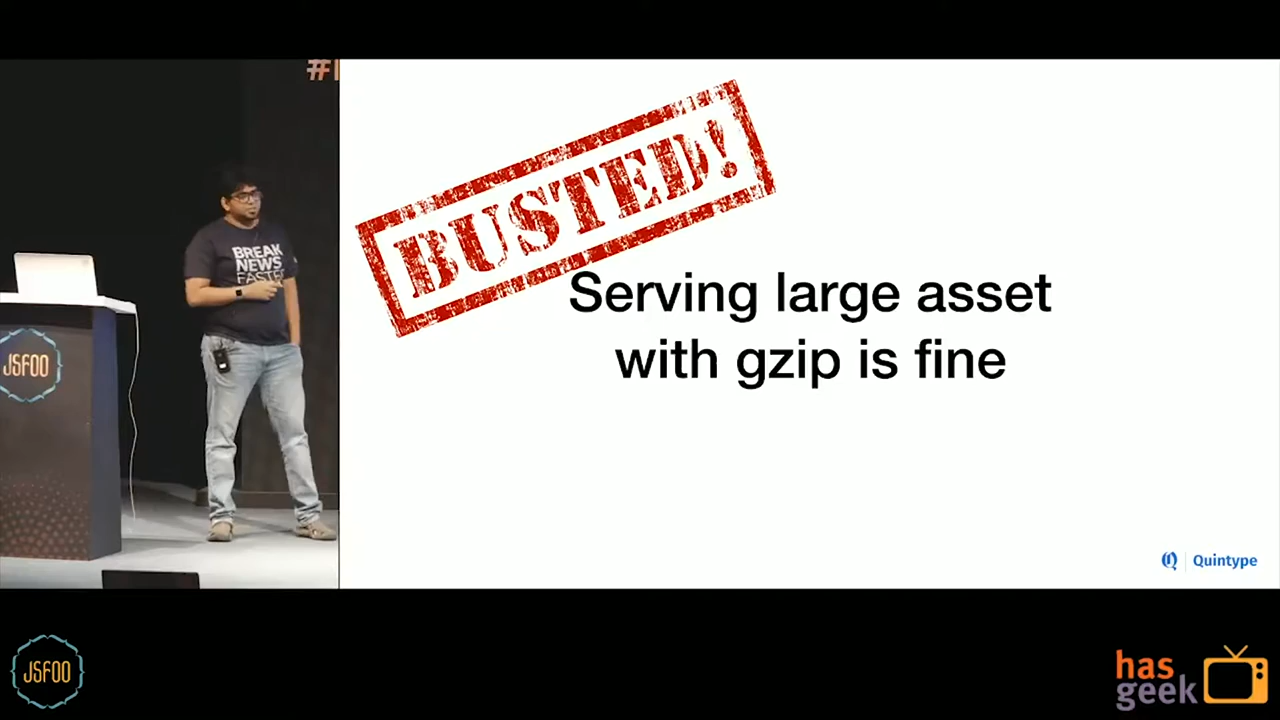 #
BUSTED!
Serving large asset
with gzip is fine
BREAK
NEWS
FASTER
JSFOO
Quintype
JSFOO
has
geek